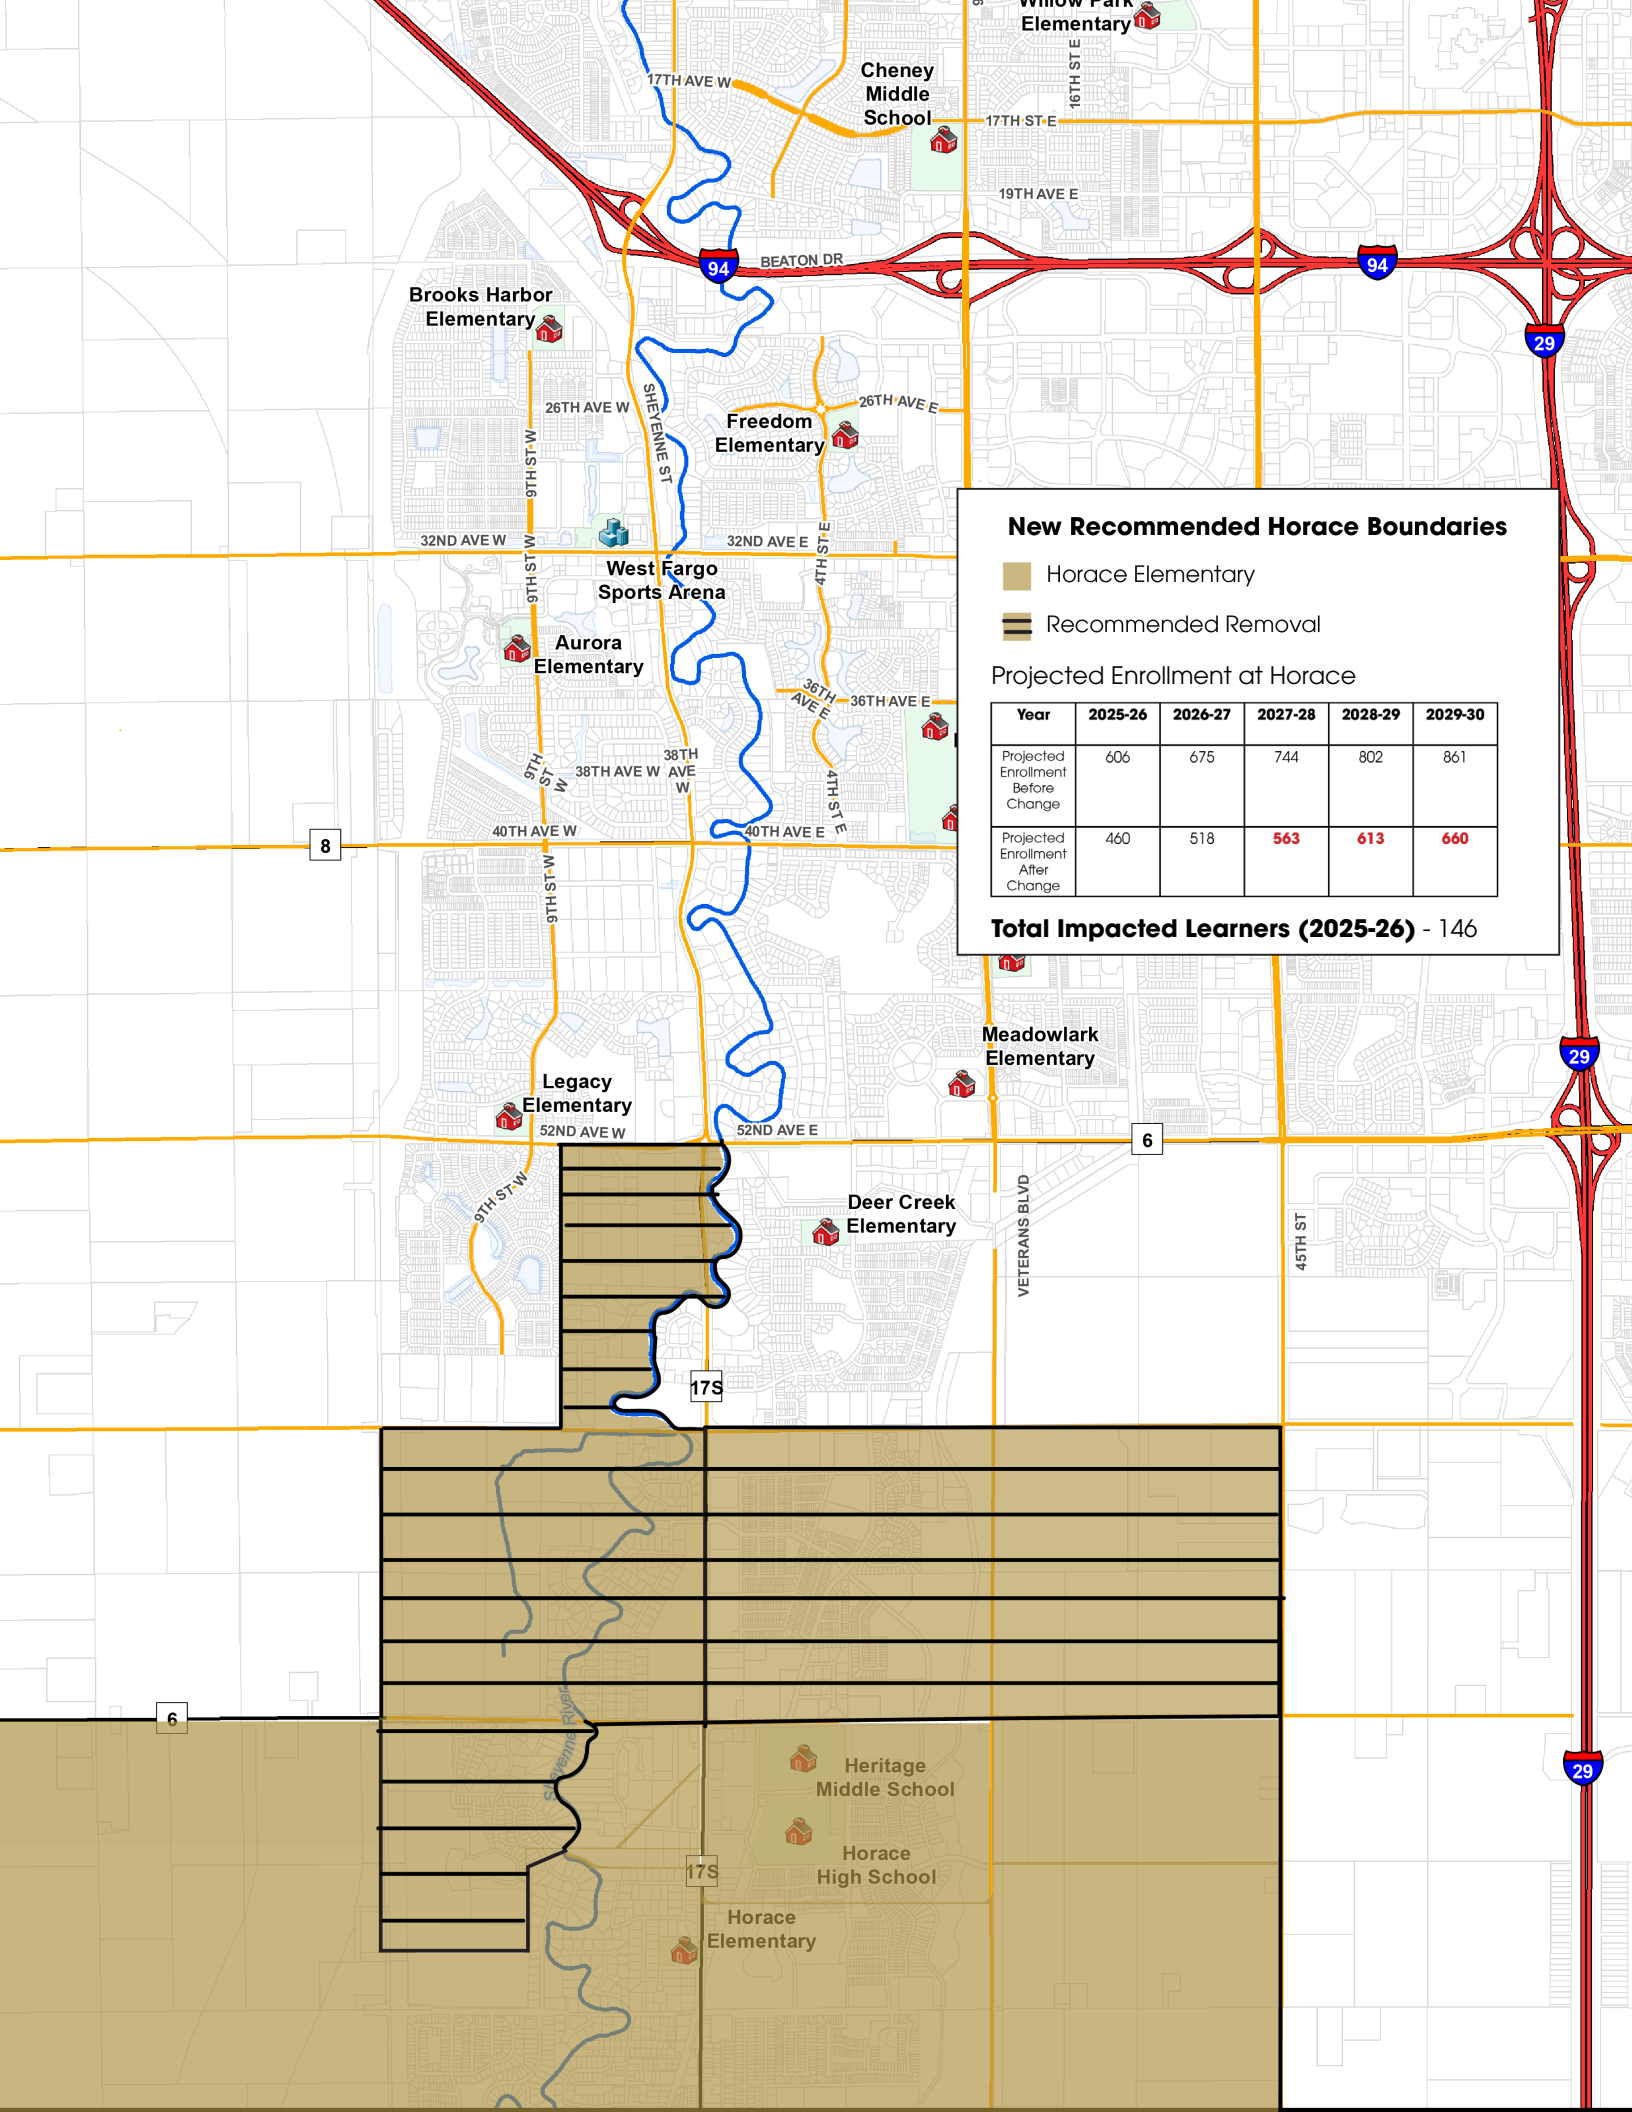 Willow Park
Elementary
Cheney
Middle
School
16TH ST E
17TH AVE W
17TH ST E
19TH AVE E
BEATON DR
94
94
Brooks Harbor
Elementary
29
26TH AVE W
SHEYENNE ST
26TH AVE E
Freedom
Elementary
9TH ST W
32ND AVE W
32ND AVE E
4TH ST E
9TH ST W
West Fargo
Sports Arena
Aurora
Elementary
36TH
AVE E
36TH AVE E
9TH
ST
W
38TH AVE W
38TH
AVE
W
4TH ST E
40TH AVE W
40TH AVE E
8
9TH ST W
New Recommended Horace Boundaries
Horace Elementary
Recommended Removal
Projected Enrollment at Horace
Year 2025-26 2026-27 2027-28 2028-29 2029-30
Projected
Enrollment
Before
Change
606 675 744 802 861
Projected
Enrollment
After
Change
460 518 563 613 660
Total Impacted Learners (2025-26) - 146
Meadowlark
Elementary
29
Legacy
Elementary
52ND AVE W
52ND AVE E
6
9TH ST W
Deer Creek
Elementary
VETERANS BLVD
45TH ST
17S
6
Sheyenne River
Heritage
Middle School
29
Horace
High School
17S
Horace
Elementary